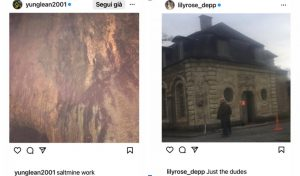 yunglean2001
Segui già
yunglean2001 saltmine work
lilyrose_depp
lilyrose_depp Just the dudes